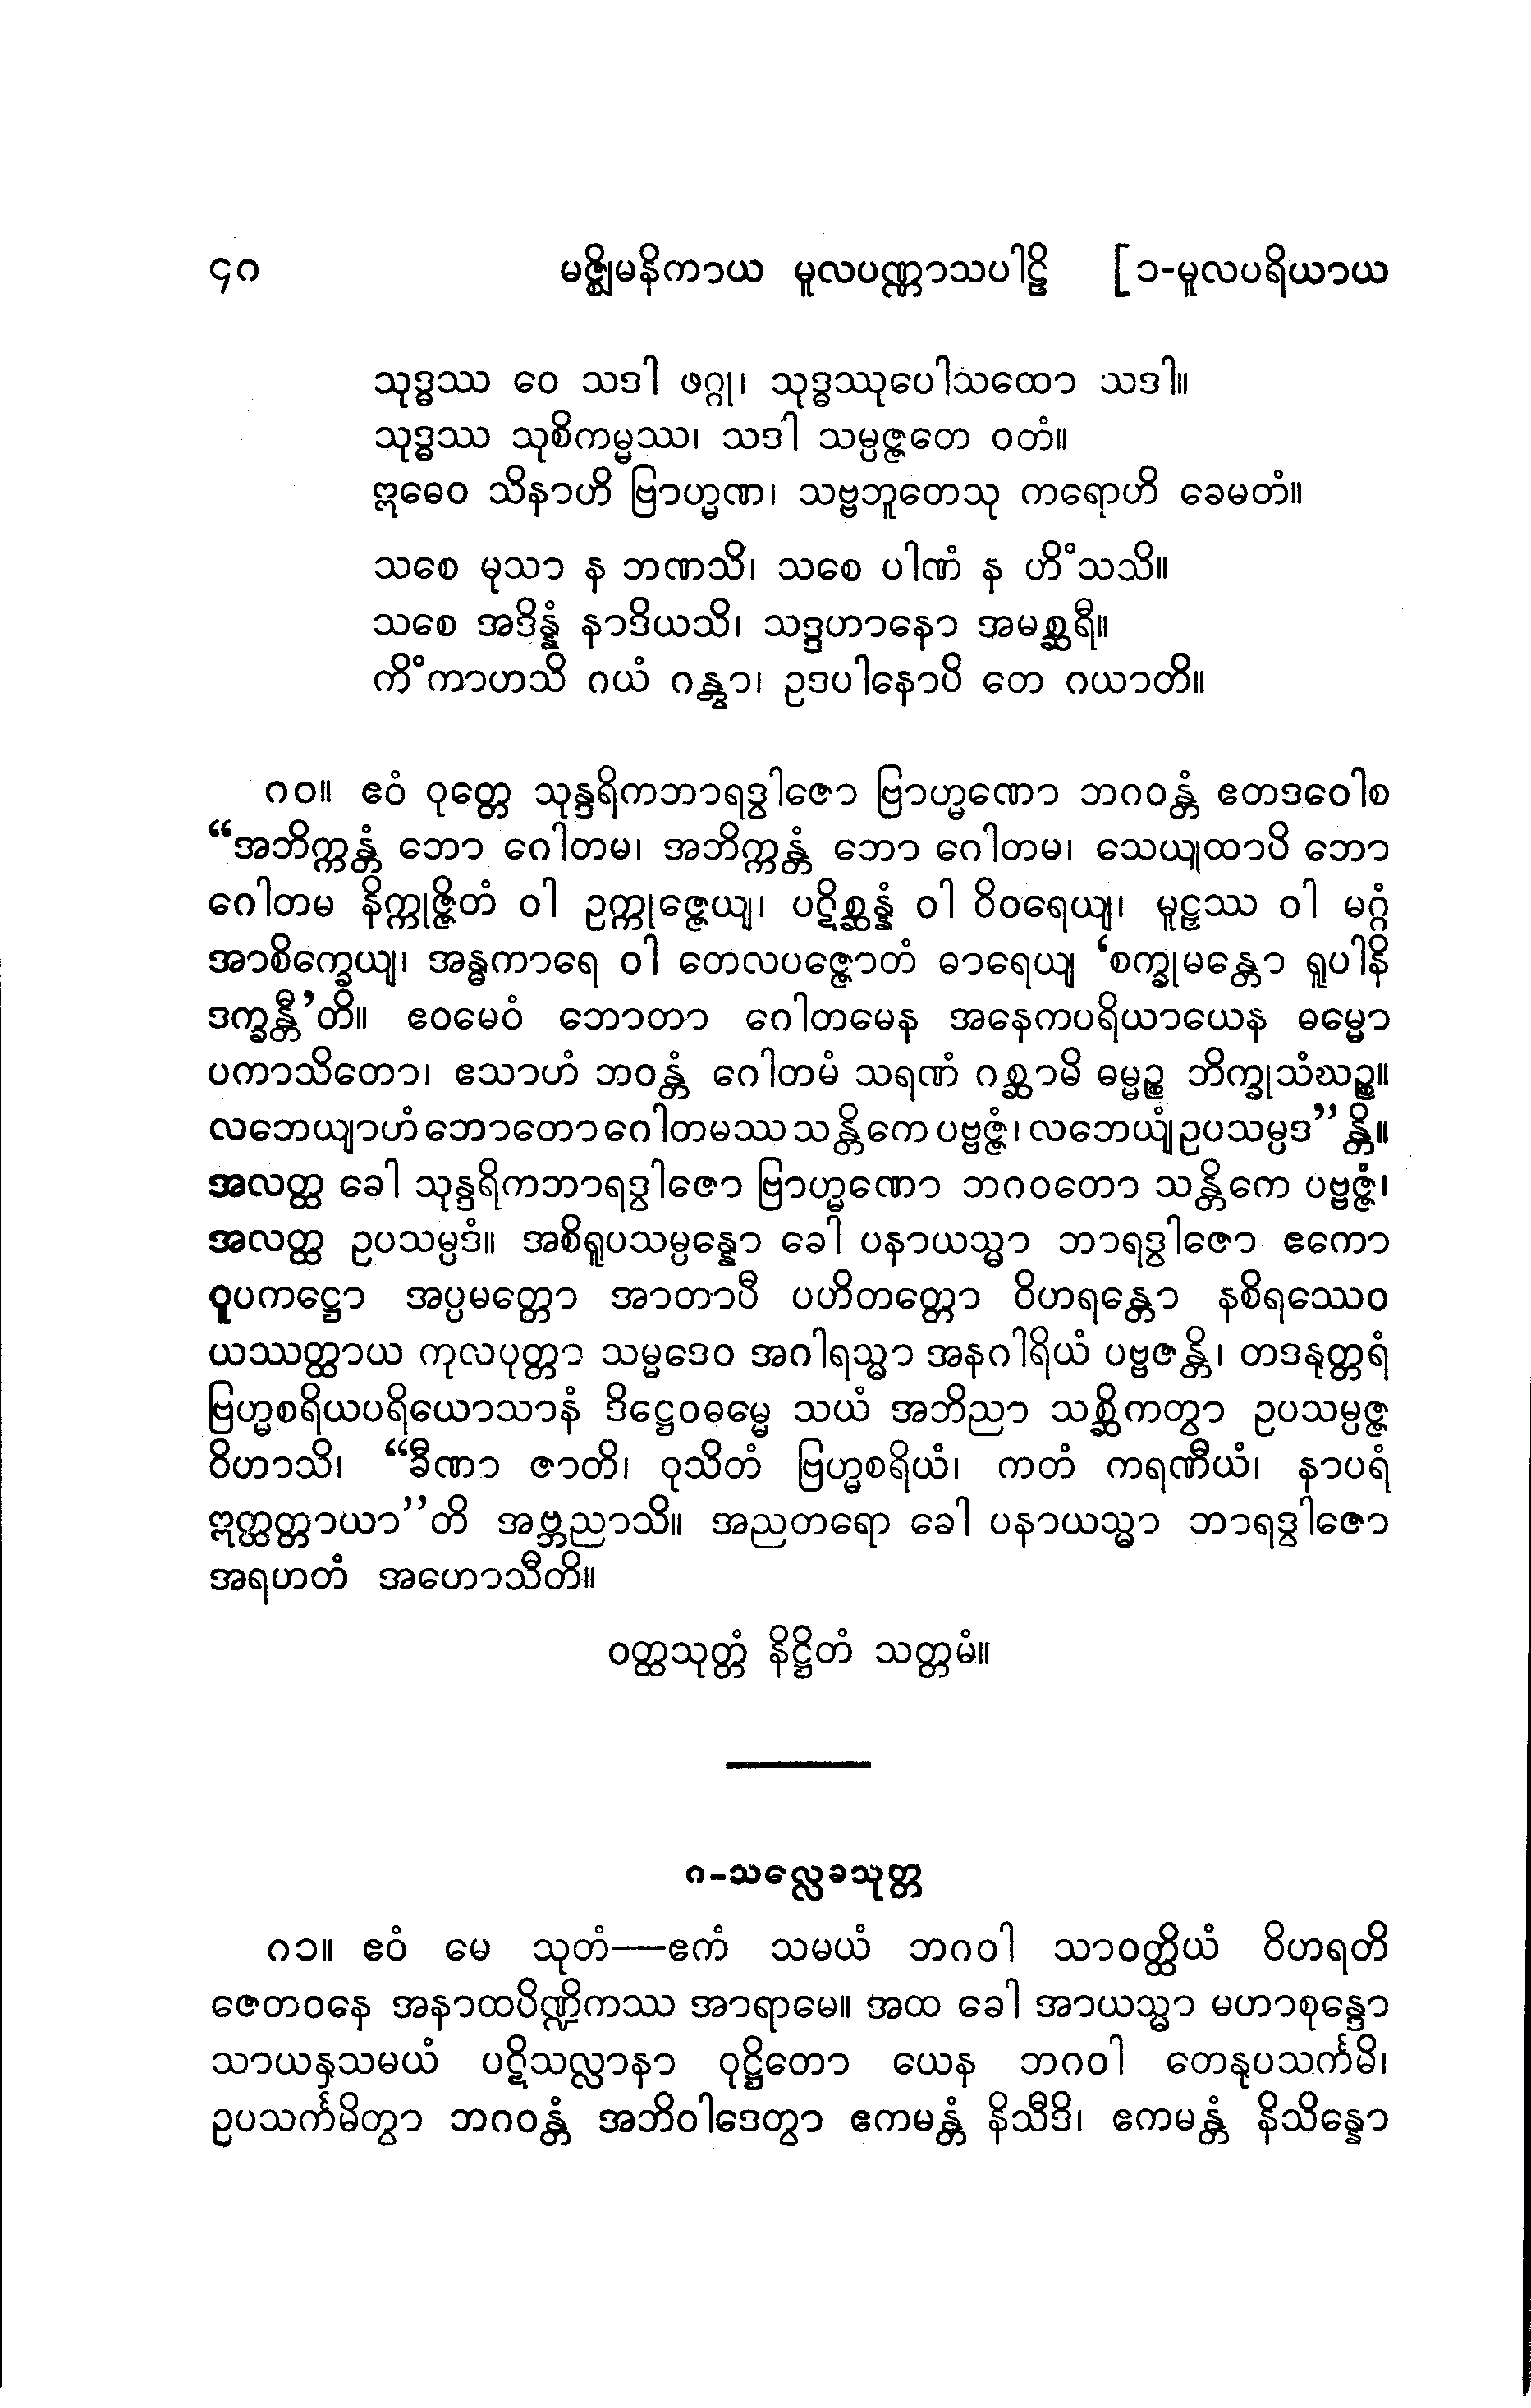 ၄၈ မဇ္ဈိမနိကာယ မူလပဏ္ဏာသပါဠိ [၁-မူလပရိယာယ
သုဒ္ဓဿ ဝေ သဒါ ဖဂ္ဂု၊ သုဒ္ဓဿုပေါသထော သဒါ။
သုဒ္ဓဿ သုစိကမ္မဿ၊ သဒါ သမ္ပဇ္ဇတေ ဝတံ။
ဣဓေဝ သိနာဟိ ဗြာဟ္မဏ၊ သဗ္ဗဘူတေသု ကရောဟိ ခေမတံ။
သစေ မုသာ န ဘဏသိ၊ သစေ ပါဏံ န ဟိံသသိ။
သစေ အဒိန္နံ နာဒိယသိ၊ သဒ္ဒဟာနော အမစ္ဆရီ။
ကိံကာဟသိ ဂယံ ဂန္တွာ၊ ဥဒပါနောပိ တေ ဂယာတိ။
၈၀။ ဧဝံ ဝုတ္တေ သုန္ဒရိကဘာရဒွါဇော ဗြာဟ္မဏော ဘဂဝန္တံ ဧတဒဝေါစ
“အဘိက္ကန္တံ ဘော ဂေါတမ၊ အဘိက္ကန္တံ ဘော ဂေါတမ၊ သေယျထာပိ ဘော
ဂေါတမ နိက္ကုဇ္ဇိတံ ဝါ ဥက္ကုဇ္ဇေယျ၊ ပဋိစ္ဆန္နံ ဝါ ဝိဝရေယျ၊ မူဠှဿ ဝါ မဂ္ဂံ
အာစိက္ခေယျ၊ အန္ဓကာရေ ဝါ တေလပဇ္ဇောတံ ဓာရေယျ ‘စက္ခုမန္တော ရူပါနိ
ဒက္ခန္တီ’တိ။ ဧဝမေဝံ ဘောတာ ဂေါတမေန အနေကပရိယာယေန ဓမ္မော
ပကာသိတော၊ ဧသာဟံ ဘဝန္တံ ဂေါတမံ သရဏံ ဂစ္ဆာမိ ဓမ္မဉ္စ ဘိက္ခုသံဃဉ္စ။
လဘေယျာဟံ ဘောတော ဂေါတမဿ သန္တိကေ ပဗ္ဗဇ္ဇံ၊ လဘေယျံ ဥပသမ္ပဒ”န္တိ။
အလတ္ထ ခေါ သုန္ဒရိကဘာရဒွါဇော ဗြာဟ္မဏော ဘဂဝတော သန္တိကေ ပဗ္ဗဇ္ဇံ၊
အလတ္ထ ဥပသမ္ပဒံ။ အစိရူပသမ္ပန္နော ခေါ ပနာယသ္မာ ဘာရဒွါဇော ဧကော
ဝူပကဋ္ဌော အပ္ပမတ္တော အာတာပီ ပဟိတတ္တော ဝိဟရန္တော နစိရဿေဝ
ယဿတ္ထာယ ကုလပုတ္တာ သမ္မဒေဝ အဂါရသ္မာ အနဂါရိယံ ပဗ္ဗဇန္တိ၊ တဒနုတ္တရံ
ဗြဟ္မစရိယပရိယောသာနံ ဒိဋ္ဌေဝဓမ္မေ သယံ အဘိညာ သစ္ဆိကတွာ ဥပသမ္ပဇ္ဇ
ဝိဟာသိ၊ “ခီဏာ ဇာတိ၊ ဝုသိတံ ဗြဟ္မစရိယံ၊ ကတံ ကရဏီယံ၊ နာပရံ
ဣတ္ထတ္တာယာ”တိ အဗ္ဘညာသိ။ အညတရော ခေါ ပနာယသ္မာ ဘာရဒွါဇော
အရဟတံ အဟောသီတိ။
ဝတ္ထသုတ္တံ နိဋ္ဌိတံ သတ္တမံ။
၈-သလ္လေခသုတ္တ
၈၁။ ဧဝံ မေ သုတံ—ဧကံ သမယံ ဘဂဝါ သာဝတ္ထိယံ ဝိဟရတိ
ဇေတဝနေ အနာထပိဏ္ဍိကဿ အာရာမေ။ အထ ခေါ အာယသ္မာ မဟာစုန္ဒော
သာယနှသမယံ ပဋိသလ္လာနာ ဝုဋ္ဌိတော ယေန ဘဂဝါ တေနုပသင်္ကမိ၊
ဥပသင်္ကမိတွာ ဘဂဝန္တံ အဘိဝါဒေတွာ ဧကမန္တံ နိသီဒိ၊ ဧကမန္တံ နိသိန္နော